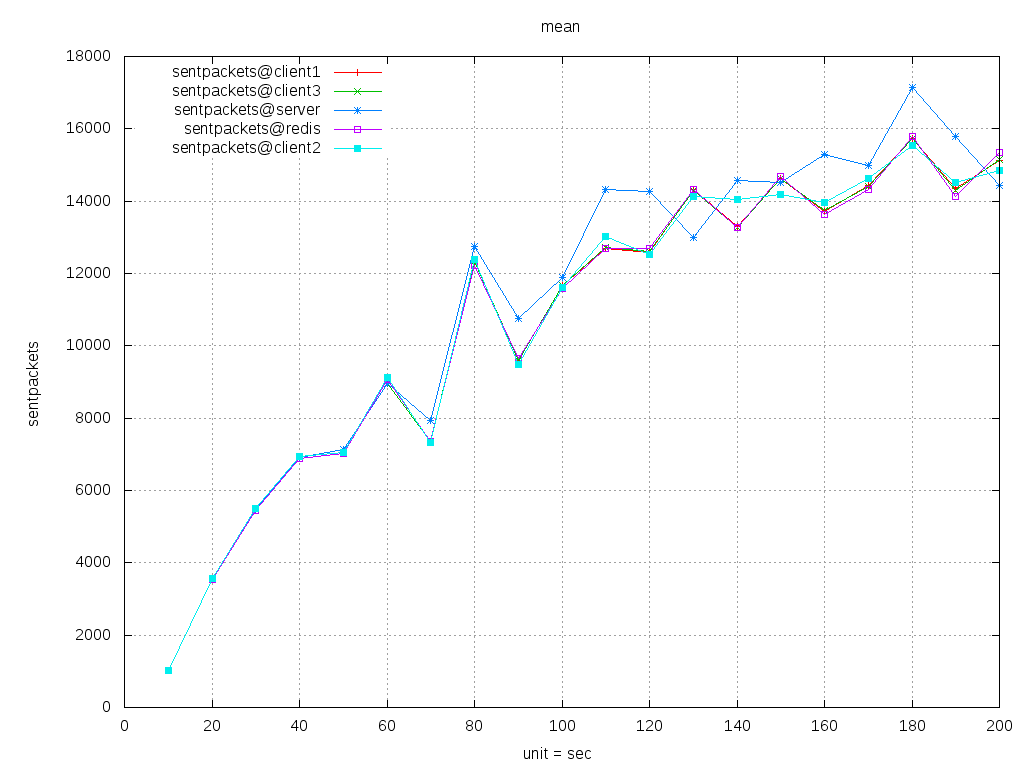 mean
18000
16000
14000
12000
10000
8000
6000
4000
2000
0
sentpackets
sentpackets@client1
sentpackets@client3
sentpackets@server
sentpackets@redis
sentpackets@client2
0 20 40 60 80 100 120 140 160 180 200
unit = sec